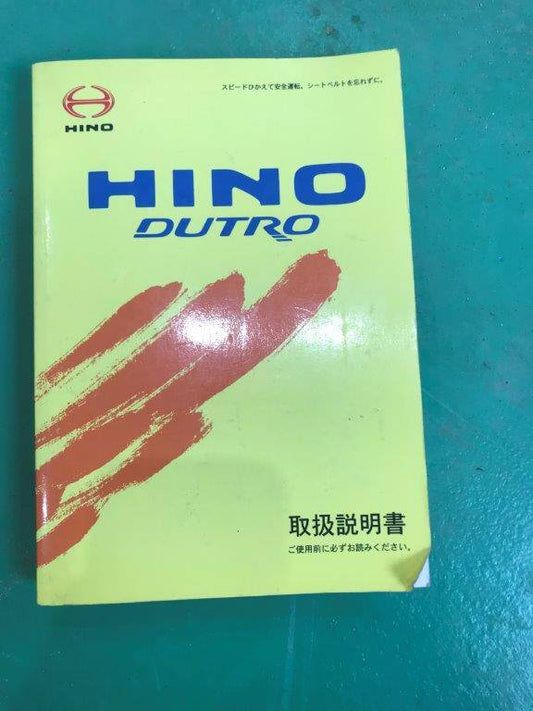 スピードひかえて安全運転。シートベルトを忘れずに。
HINO
HINO
DUTRO
取扱説明書
ご使用前に必ずお読みください。